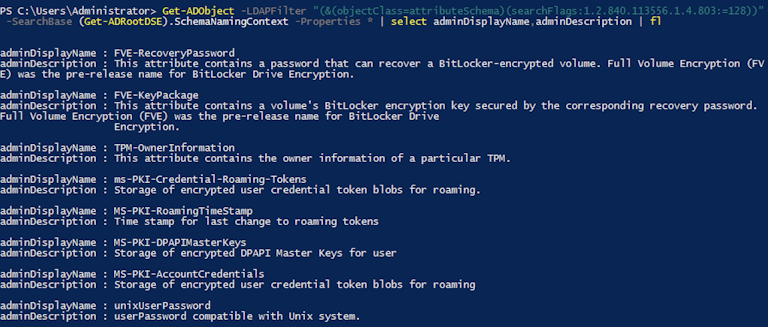 PS C:\Users\Administrator> Get-ADObject -LDAPFilter "(&(objectClass=attributeSchema)(searchFlags:1.2.840.113556.1.4.803:=128))"
-SearchBase (Get-ADRootDSE).SchemaNamingContext -Properties * | select adminDisplayName,adminDescription | fl
adminDisplayName : FVE-RecoveryPassword
adminDescription : This attribute contains a password that can recover a BitLocker-encrypted volume. Full Volume Encryption (FV
E) was the pre-release name for BitLocker Drive Encryption.
adminDisplayName : FVE-KeyPackage
adminDescription : This attribute contains a volume's BitLocker encryption key secured by the corresponding recovery password.
Full Volume Encryption (FVE) was the pre-release name for BitLocker Drive
Encryption.
adminDisplayName : TPM-OwnerInformation
adminDescription : This attribute contains the owner information of a particular TPM.
adminDisplayName : ms-PKI-Credential-Roaming-Tokens
adminDescription : Storage of encrypted user credential token blobs for roaming.
adminDisplayName : MS-PKI-RoamingTimeStamp
adminDescription : Time stamp for last change to roaming tokens
adminDisplayName : MS-PKI-DPAPIMasterKeys
adminDescription : Storage of encrypted DPAPI Master Keys for user
adminDisplayName : MS-PKI-AccountCredentials
adminDescription : Storage of encrypted user credential token blobs for roaming
adminDisplayName : unixUserPassword
adminDescription : userPassword compatible with Unix system.